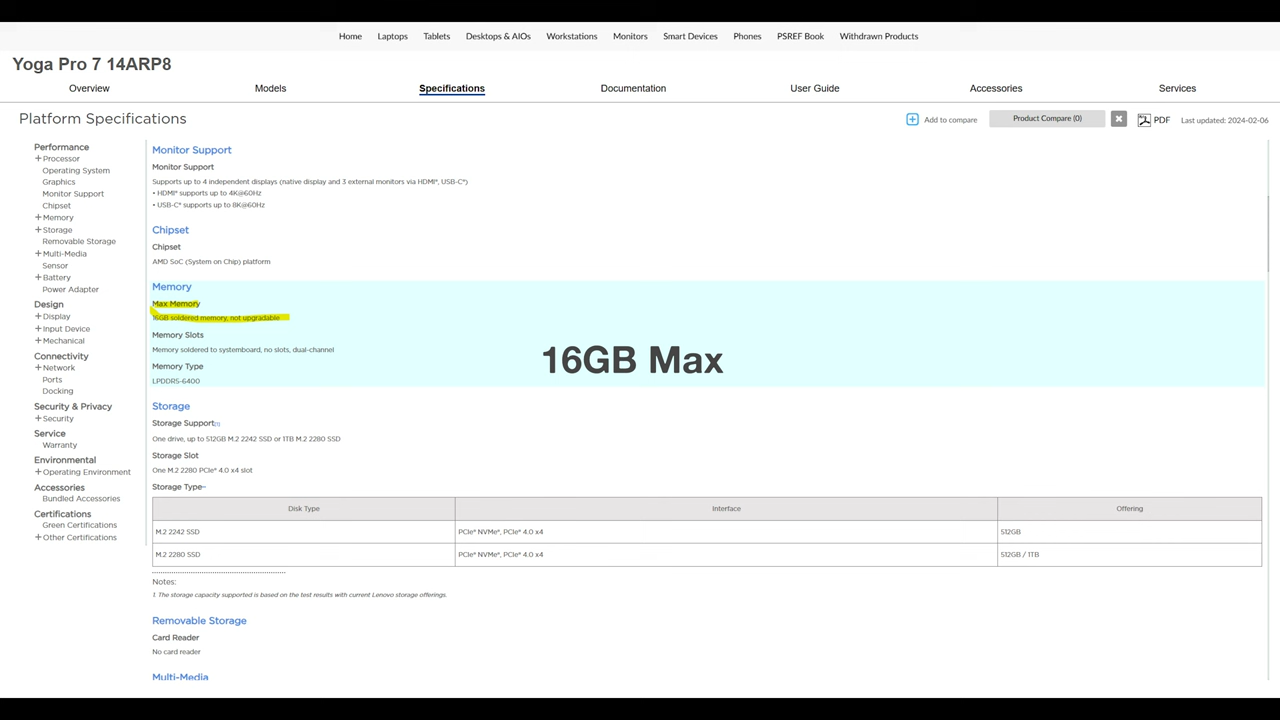 Home Laptops Tablets Desktops & AIOs Workstations Monitors Smart Devices Phones PSREF Book Withdrawn Products
Yoga Pro 7 14ARP8
Overview Models Specifications Documentation User Guide Accessories Services
Platform Specifications
Add to compare Product Compare (0) PDF Last updated: 2024-02-06
Performance
Processor
Operating System
Graphics
Monitor Support
Chipset
Memory
Storage
Removable Storage
Multi-Media
Sensor
Battery
Power Adapter
Design
Display
Input Device
Mechanical
Connectivity
Network
Ports
Docking
Security & Privacy
Security
Service
Warranty
Environmental
Operating Environment
Accessories
Bundled Accessories
Certifications
Green Certifications
Other Certifications
Monitor Support
Monitor Support
Supports up to 4 independent displays (native display and 3 external monitors via HDMI®, USB-C®)
• HDMI® supports up to 4K@60Hz
• USB-C® supports up to 8K@60Hz
Chipset
Chipset
AMD SoC (System on Chip) platform
Memory
Max Memory
16GB soldered memory, not upgradable
Memory Slots
Memory soldered to systemboard, no slots, dual-channel
Memory Type
LPDDR5-6400
16GB Max
Storage
Storage Support[1]
One drive, up to 512GB M.2 2242 SSD or 1TB M.2 2280 SSD
Storage Slot
One M.2 2280 PCIe® 4.0 x4 slot
Storage Type**
Disk Type Interface Offering
M.2 2242 SSD PCIe® NVMe®, PCIe® 4.0 x4 512GB
M.2 2280 SSD PCIe® NVMe®, PCIe® 4.0 x4 512GB / 1TB
Notes:
1. The storage capacity supported is based on the test results with current Lenovo storage offerings.
Removable Storage
Card Reader
No card reader
Multi-Media